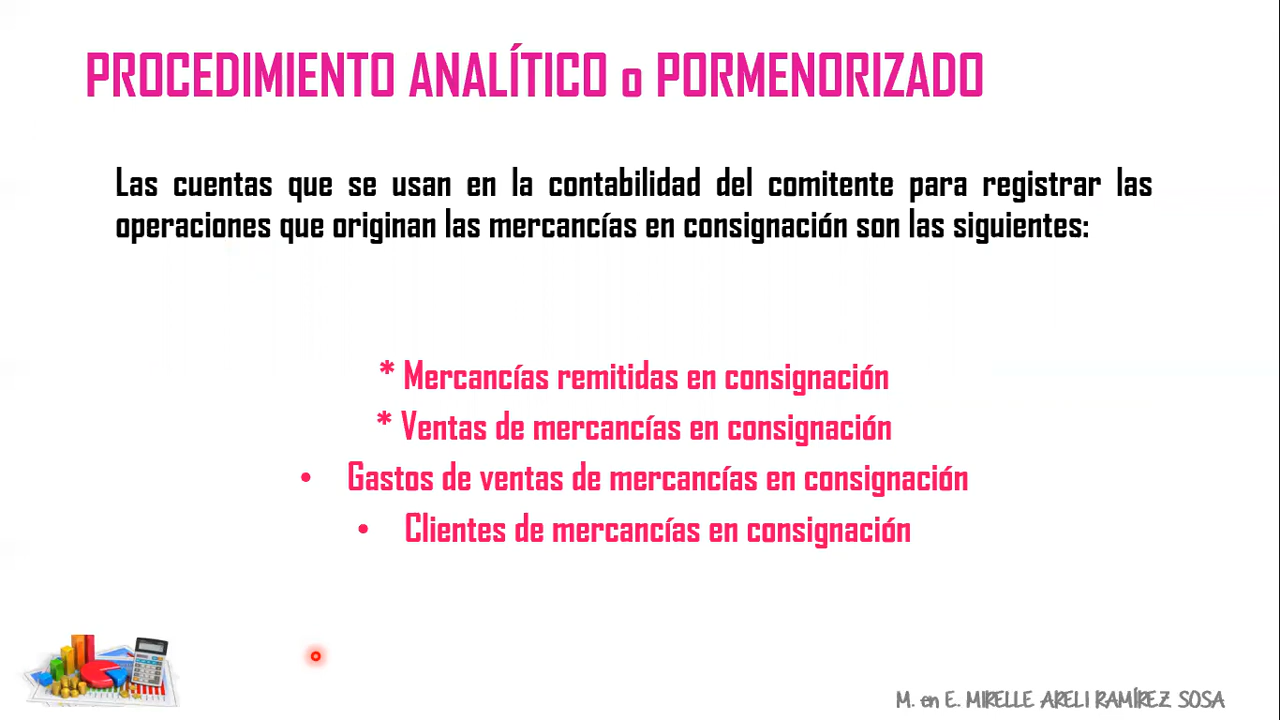 PROCEDIMIENTO ANALÍTICO o PORMENORIZADO
Las cuentas que se usan en la contabilidad del comitente para registrar las
operaciones que originan las mercancías en consignación son las siguientes:
* Mercancías remitidas en consignación
* Ventas de mercancías en consignación
• Gastos de ventas de mercancías en consignación
• Clientes de mercancías en consignación
M. en E. MIRELLE ARELI RAMÍREZ SOSA